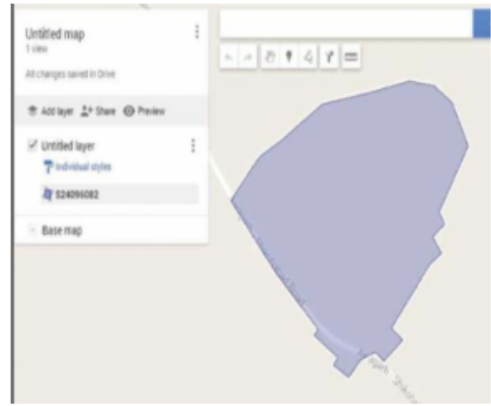 Untitled map
1 view
All changes saved in Drive
Add layer Share Preview
Untitled layer
Individual styles
S24096082
Base map